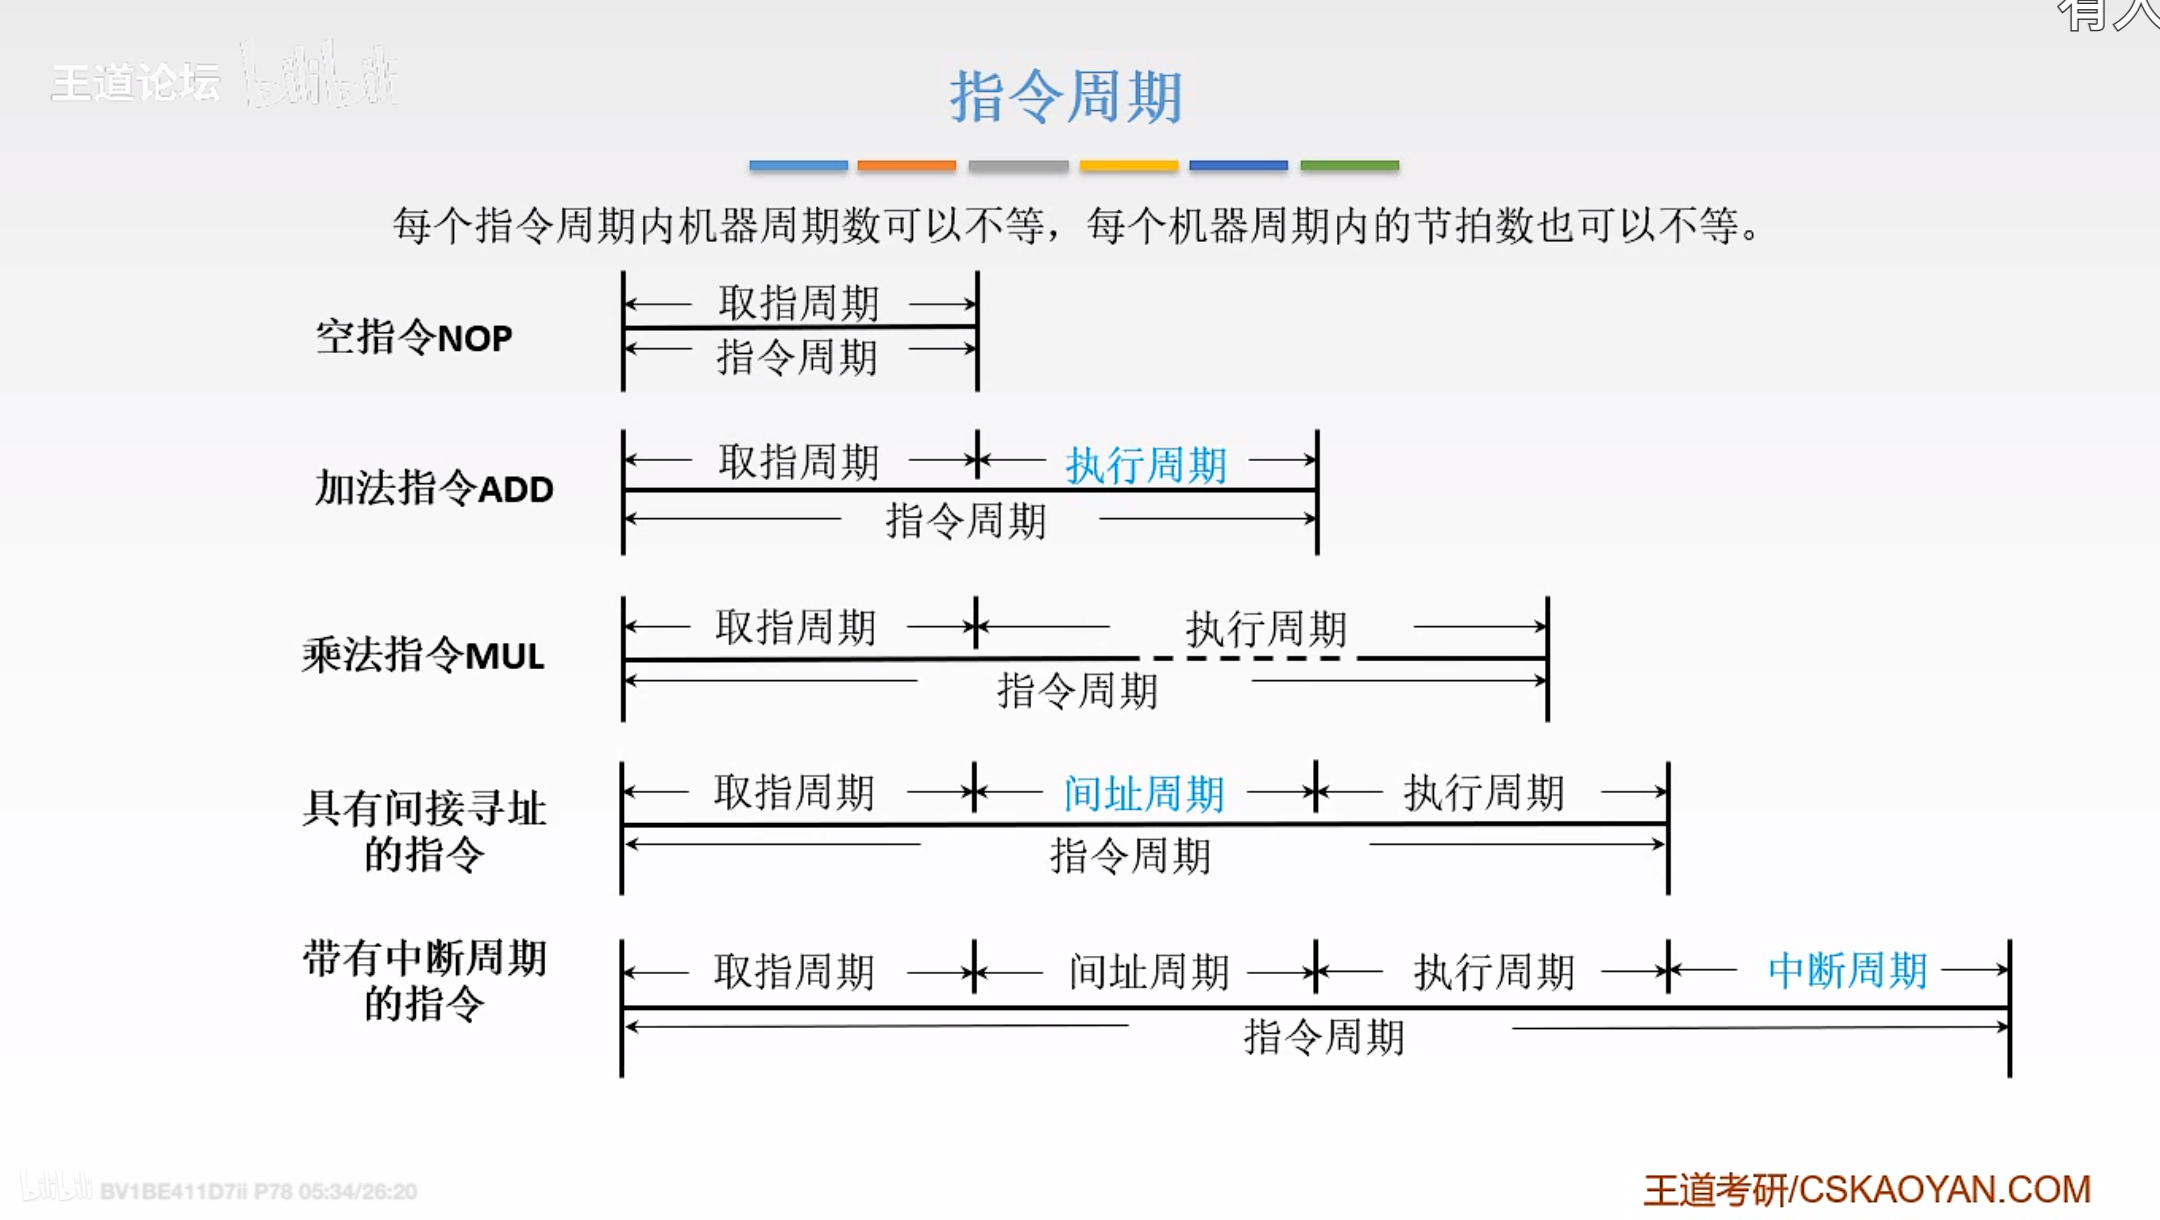 王道论坛 bilibili
指令周期
每个指令周期内机器周期数可以不等，每个机器周期内的节拍数也可以不等。
取指周期
空指令NOP
指令周期
取指周期 执行周期
加法指令ADD
指令周期
取指周期 执行周期
乘法指令MUL
指令周期
取指周期 间址周期 执行周期
具有间接寻址
的指令
指令周期
带有中断周期
取指周期 间址周期 执行周期 中断周期
的指令
指令周期
bilibili BV1BE411D7ii P78 05:34/26:20
王道考研/CSKAOYAN.COM